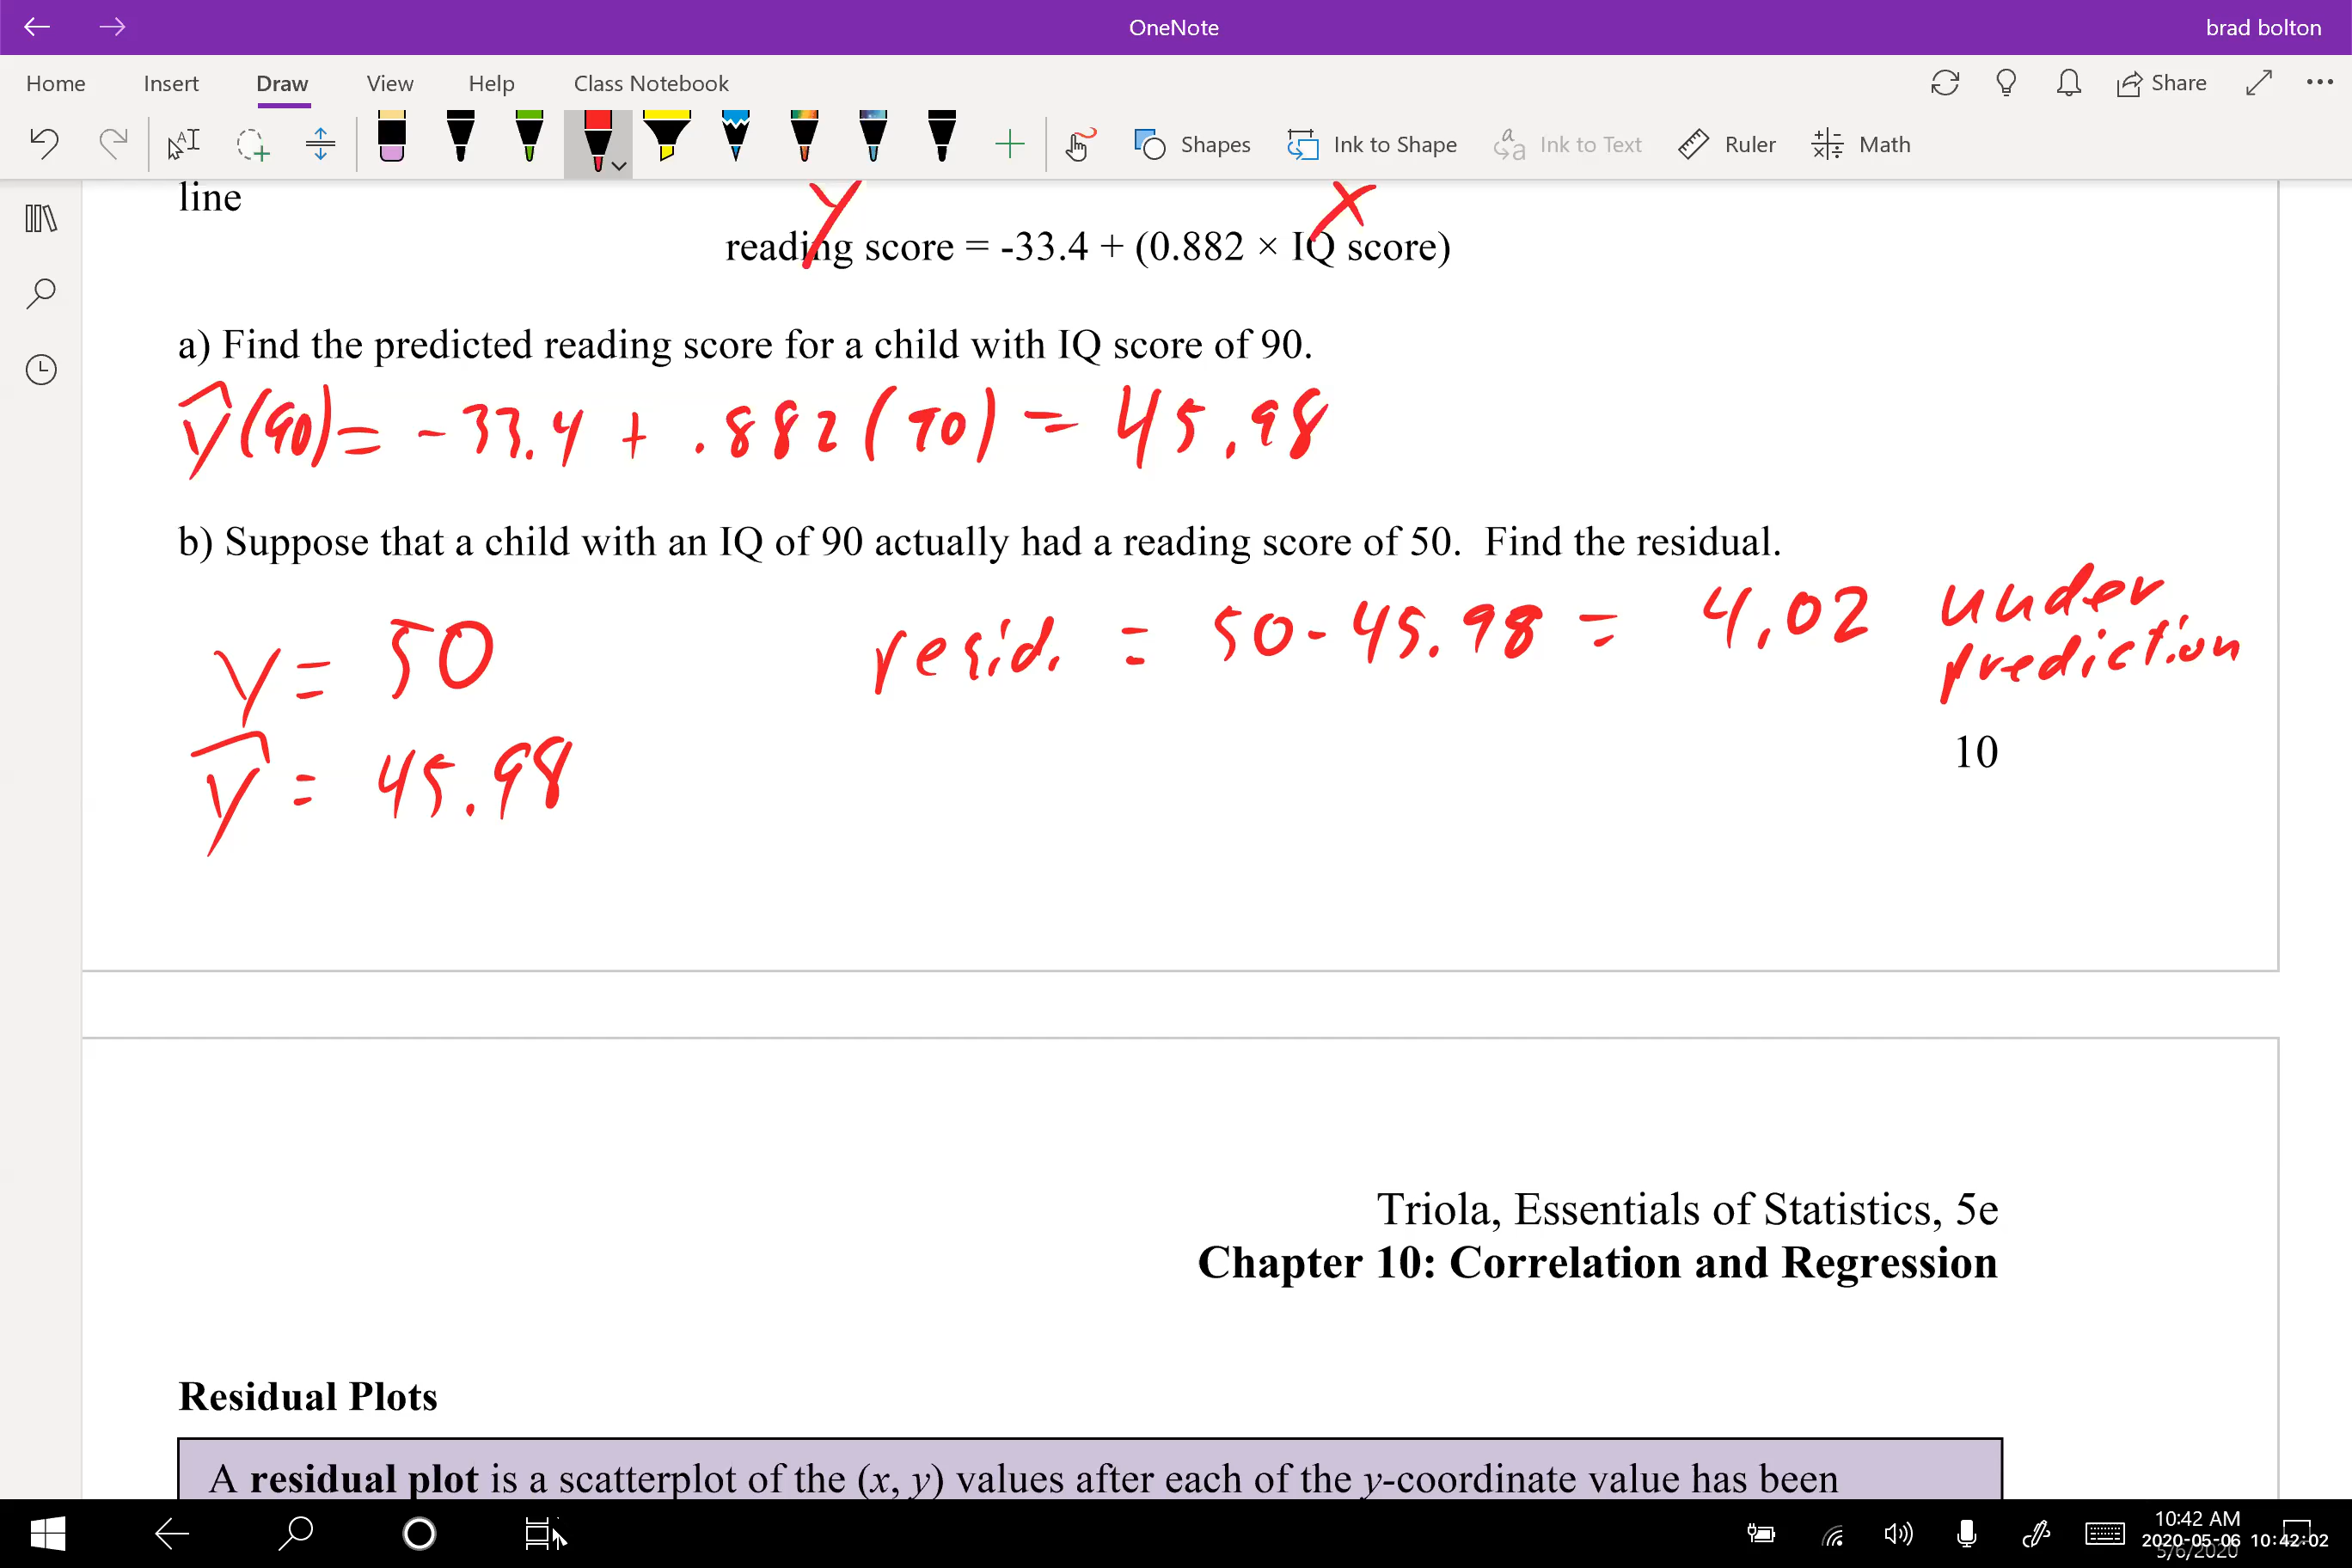 OneNote
brad bolton
Home Insert Draw View Help Class Notebook
Share
Shapes Ink to Shape Ink to Text Ruler Math
line
y x
reading score = -33.4 + (0.882 × IQ score)
a) Find the predicted reading score for a child with IQ score of 90.
ŷ(90) = -33.4 + .882(90) = 45.98
b) Suppose that a child with an IQ of 90 actually had a reading score of 50. Find the residual.
y = 50
resid. = 50 - 45.98 = 4.02 under prediction
ŷ = 45.98
10
Triola, Essentials of Statistics, 5e
Chapter 10: Correlation and Regression
Residual Plots
A residual plot is a scatterplot of the (x, y) values after each of the y-coordinate value has been
10:42 AM
2020-05-06 10:42:02
5/6/2020